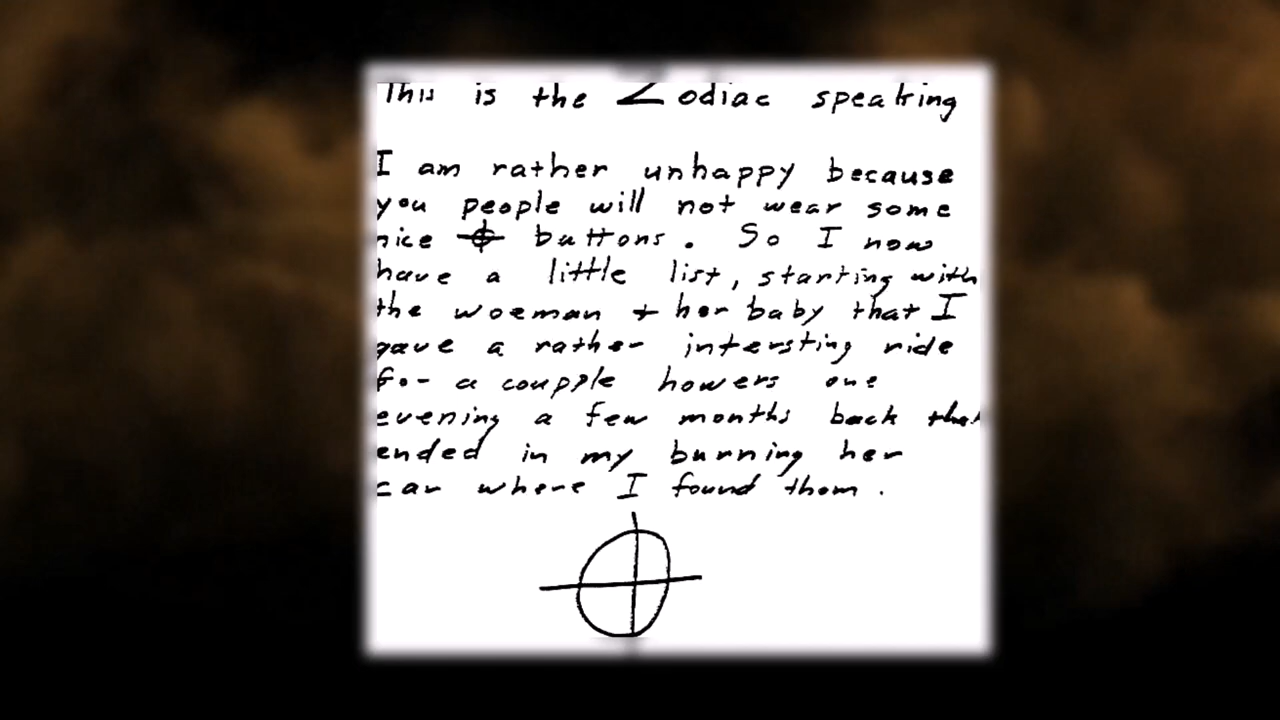 This is the Zodiac speaking
I am rather unhappy because
you people will not wear some
nice ⌖ buttons. So I now
have a little list, starting with
the woeman + her baby that I
gave a rather intersting ride
for a coupple howers one
evening a few months back that
ended in my burning her
car where I found them.